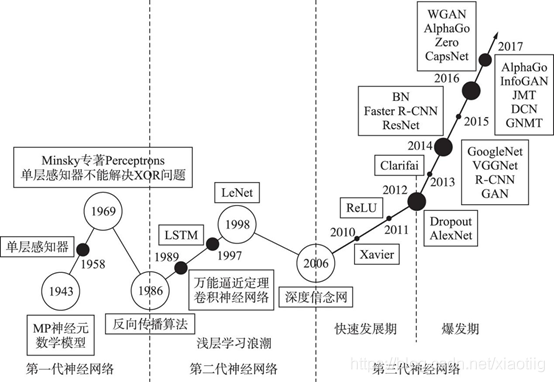 WGAN
AlphaGo
Zero
CapsNet
2017
2016
AlphaGo
InfoGAN
JMT
DCN
GNMT
BN
Faster R-CNN
ResNet
2015
2014
GoogleNet
VGGNet
R-CNN
GAN
Clarifai
2013
2012
Dropout
AlexNet
Minsky专著Perceptrons
单层感知器不能解决XOR问题
1969
单层感知器
1958
1943
MP神经元
数学模型
1986
反向传播算法
LSTM
1989
LeNet
1998
1997
万能逼近定理
卷积神经网络
2006
深度信念网
ReLU
2010
2011
Xavier
浅层学习浪潮
快速发展期
爆发期
第一代神经网络
第二代神经网络
第三代神经网络